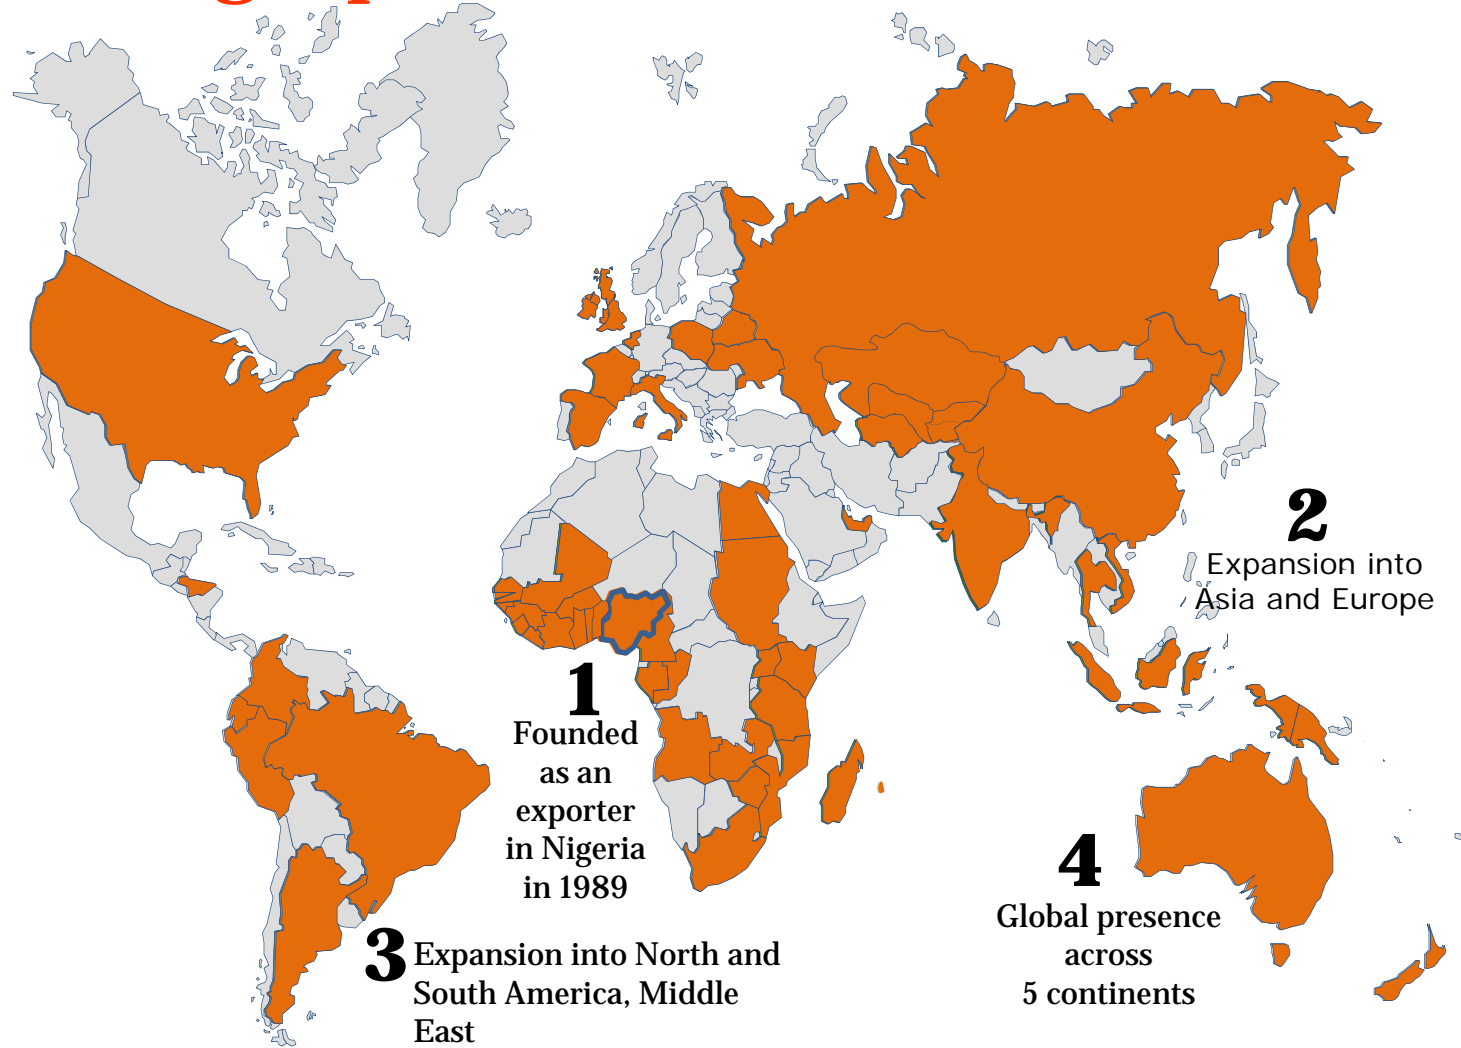 1
Founded
as an
exporter
in Nigeria
in 1989
2
Expansion into
Asia and Europe
3
Expansion into North and
South America, Middle
East
4
Global presence
across
5 continents